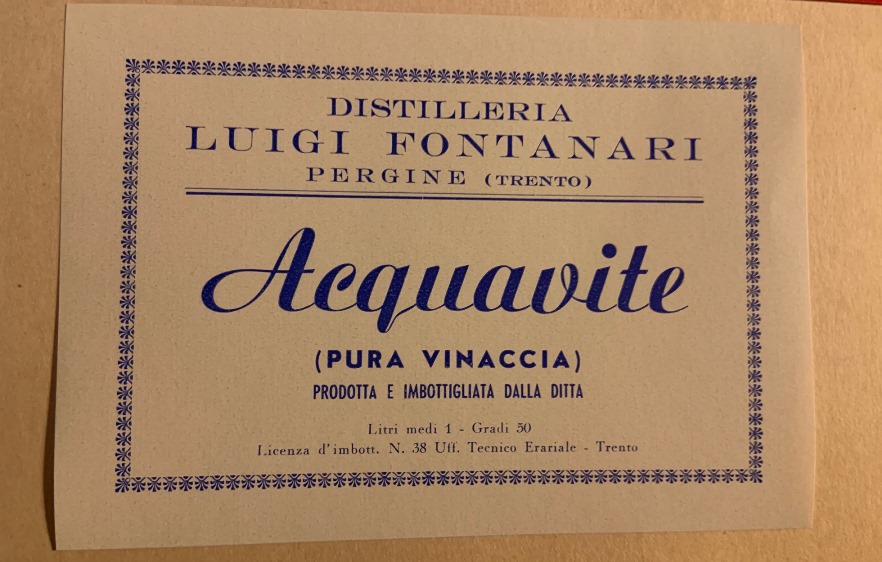 DISTILLERIA
LUIGI FONTANARI
PERGINE (TRENTO)
Acquavite
(PURA VINACCIA)
PRODOTTA E IMBOTTIGLIATA DALLA DITTA
Litri medi 1 - Gradi 50
Licenza d'imbott. N. 38 Uff. Tecnico Erariale - Trento